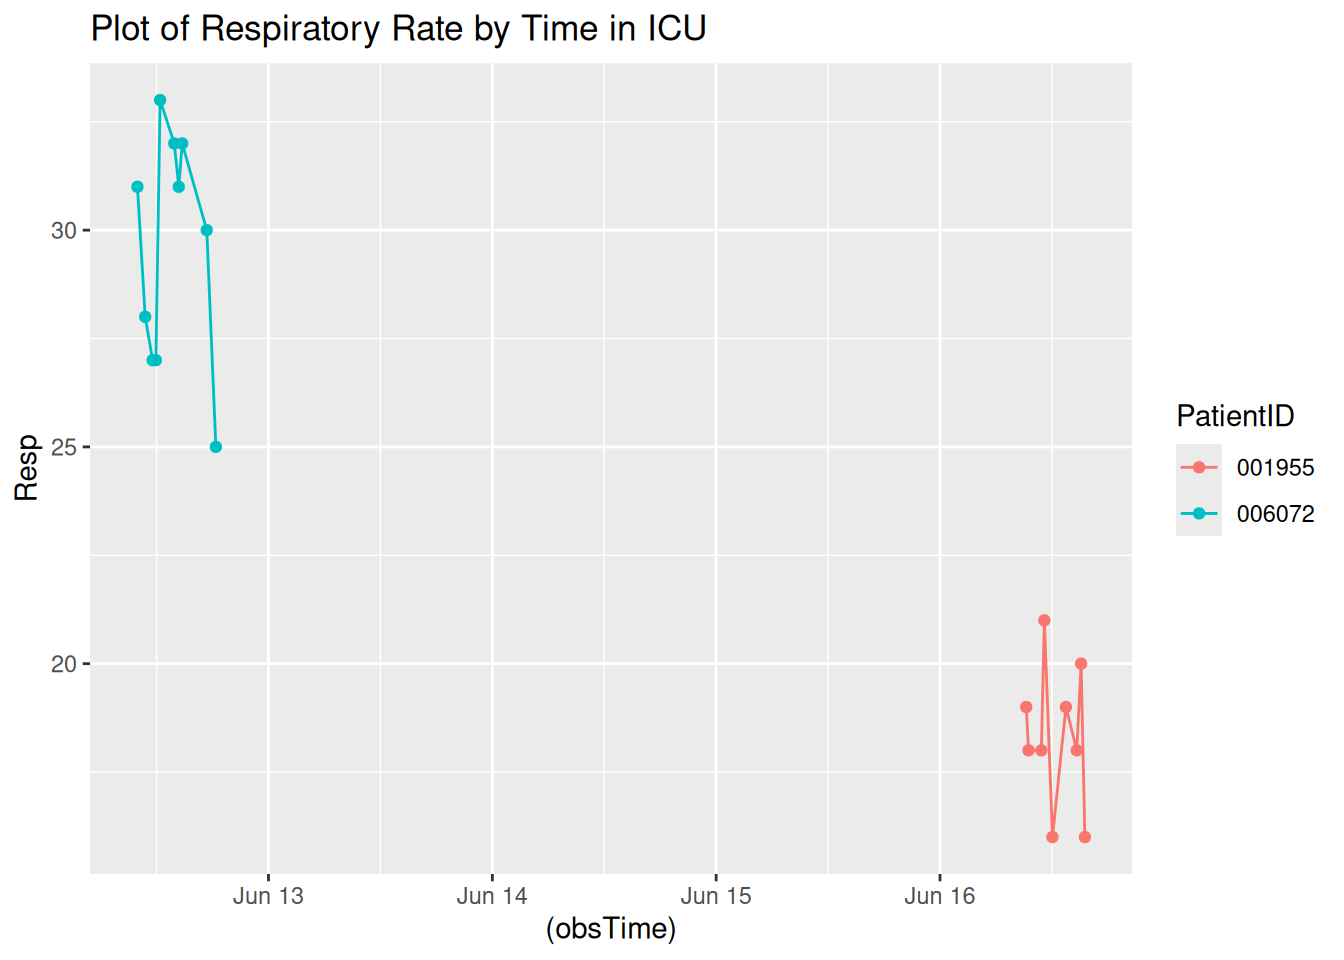 Plot of Respiratory Rate by Time in ICU
Resp
30
25
20
Jun 13
Jun 14
Jun 15
Jun 16
(obsTime)
PatientID
001955
006072